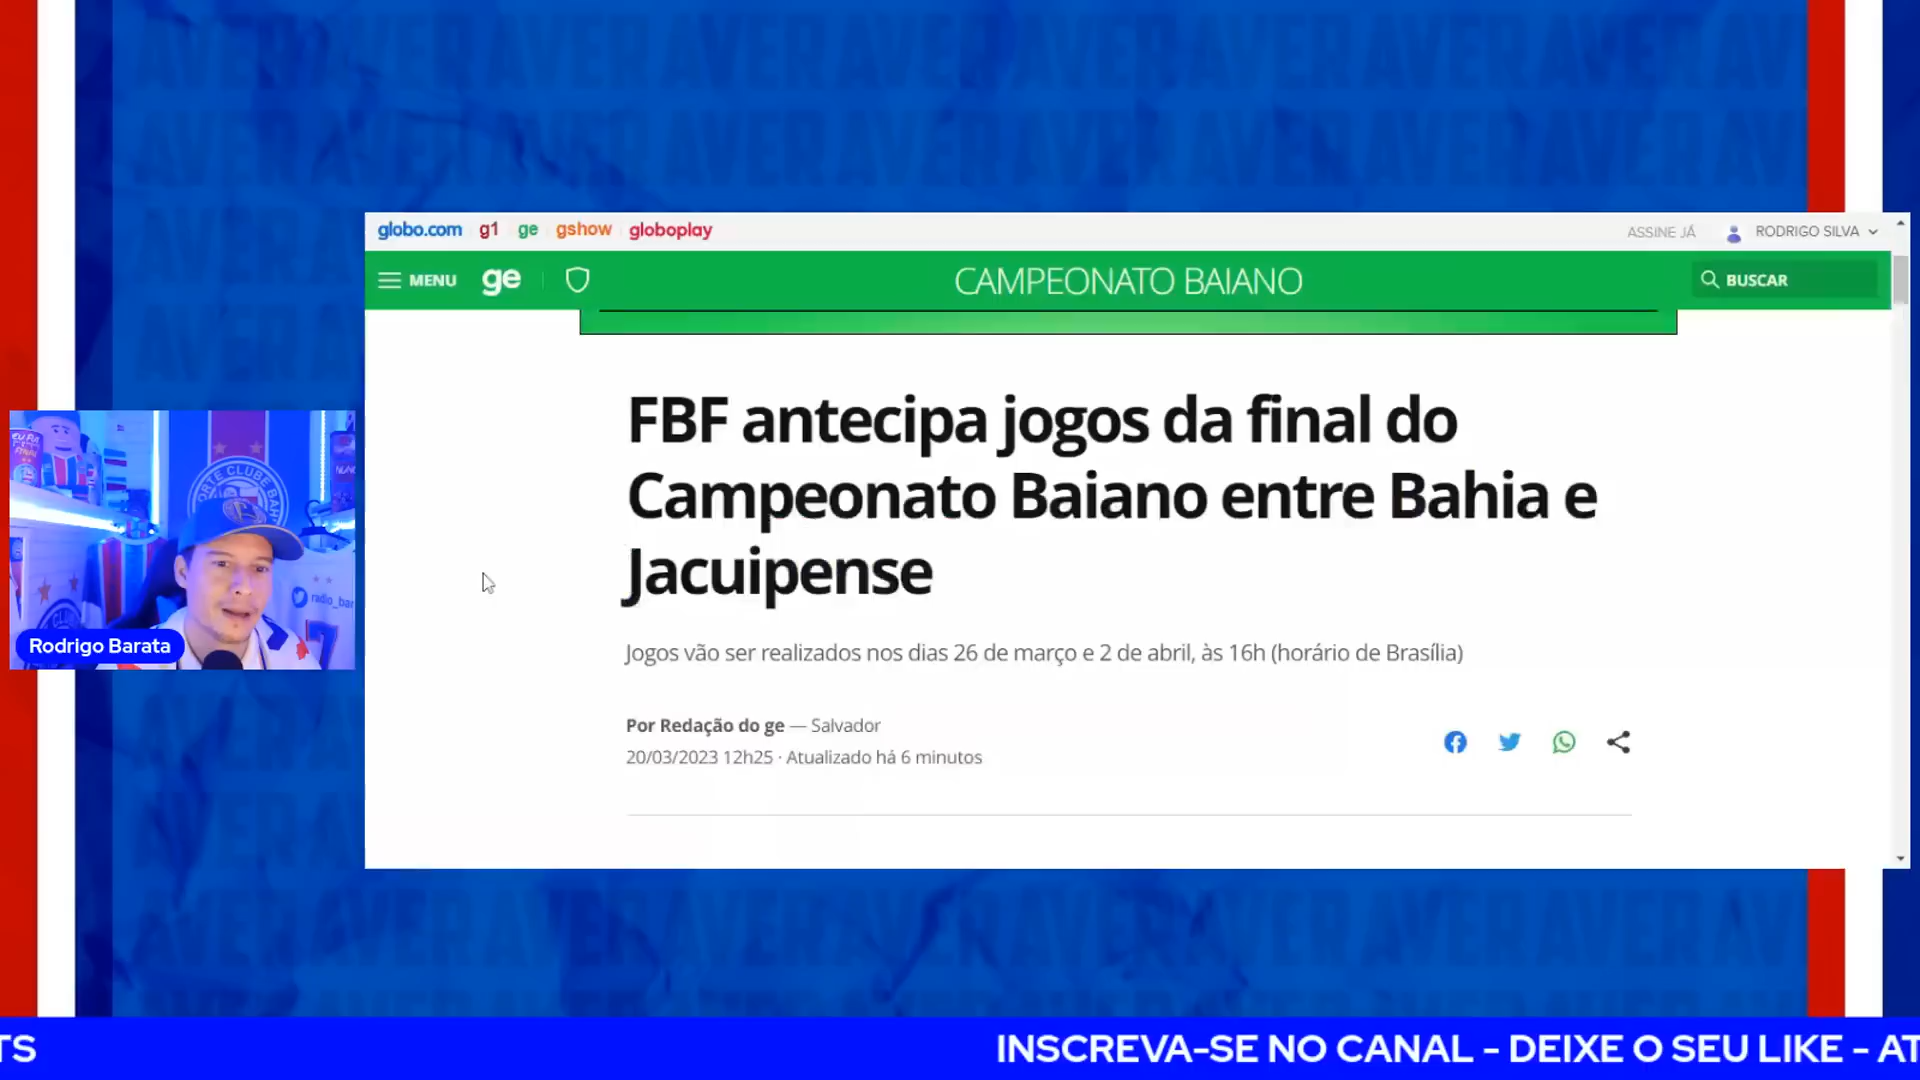 globo.com g1 ge gshow globoplay
ASSINE JÁ RODRIGO SILVA
MENU ge CAMPEONATO BAIANO BUSCAR
FBF antecipa jogos da final do
Campeonato Baiano entre Bahia e
Jacuipense
Jogos vão ser realizados nos dias 26 de março e 2 de abril, às 16h (horário de Brasília)
Por Redação do ge — Salvador
20/03/2023 12h25 · Atualizado há 6 minutos
radio_bar
7
Rodrigo Barata
TS INSCREVA-SE NO CANAL - DEIXE O SEU LIKE - AT